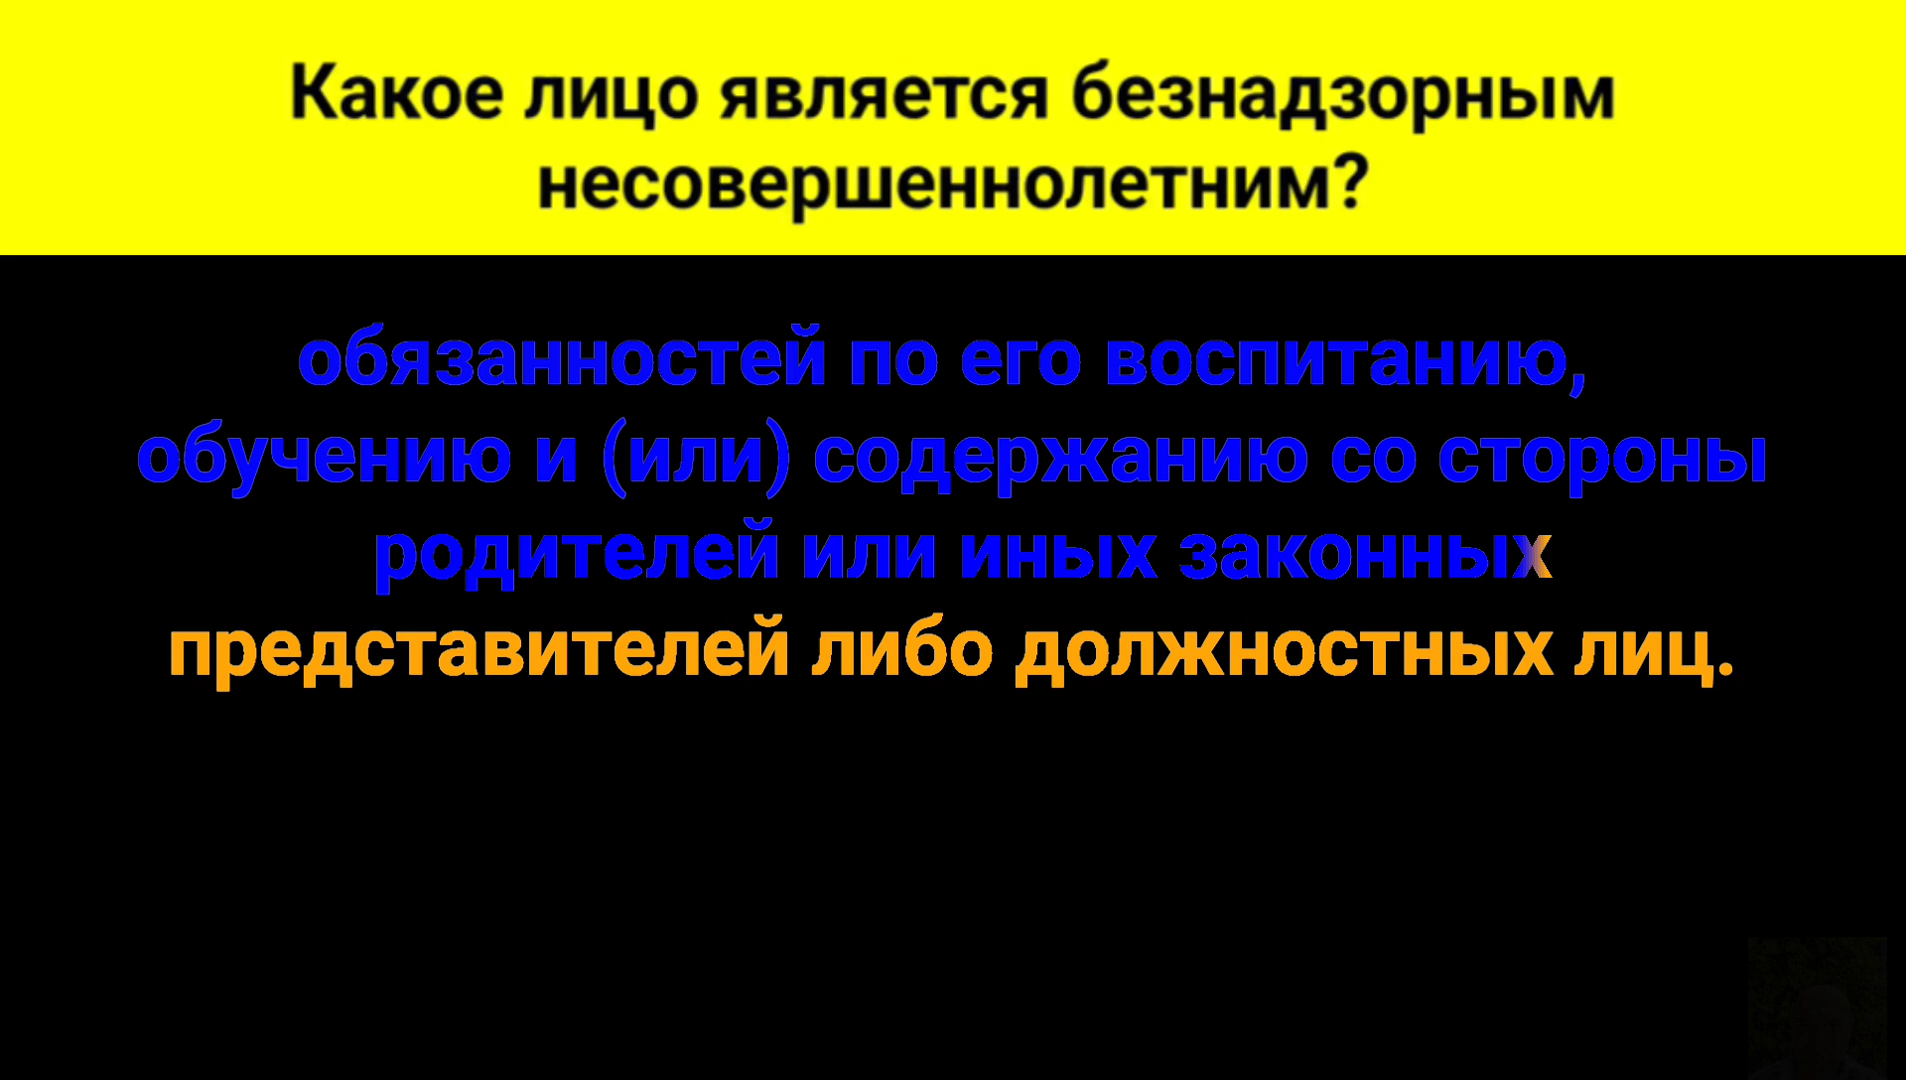 Какое лицо является безнадзорным
несовершеннолетним?
обязанностей по его воспитанию,
обучению и (или) содержанию со стороны
родителей или иных законных
представителей либо должностных лиц.